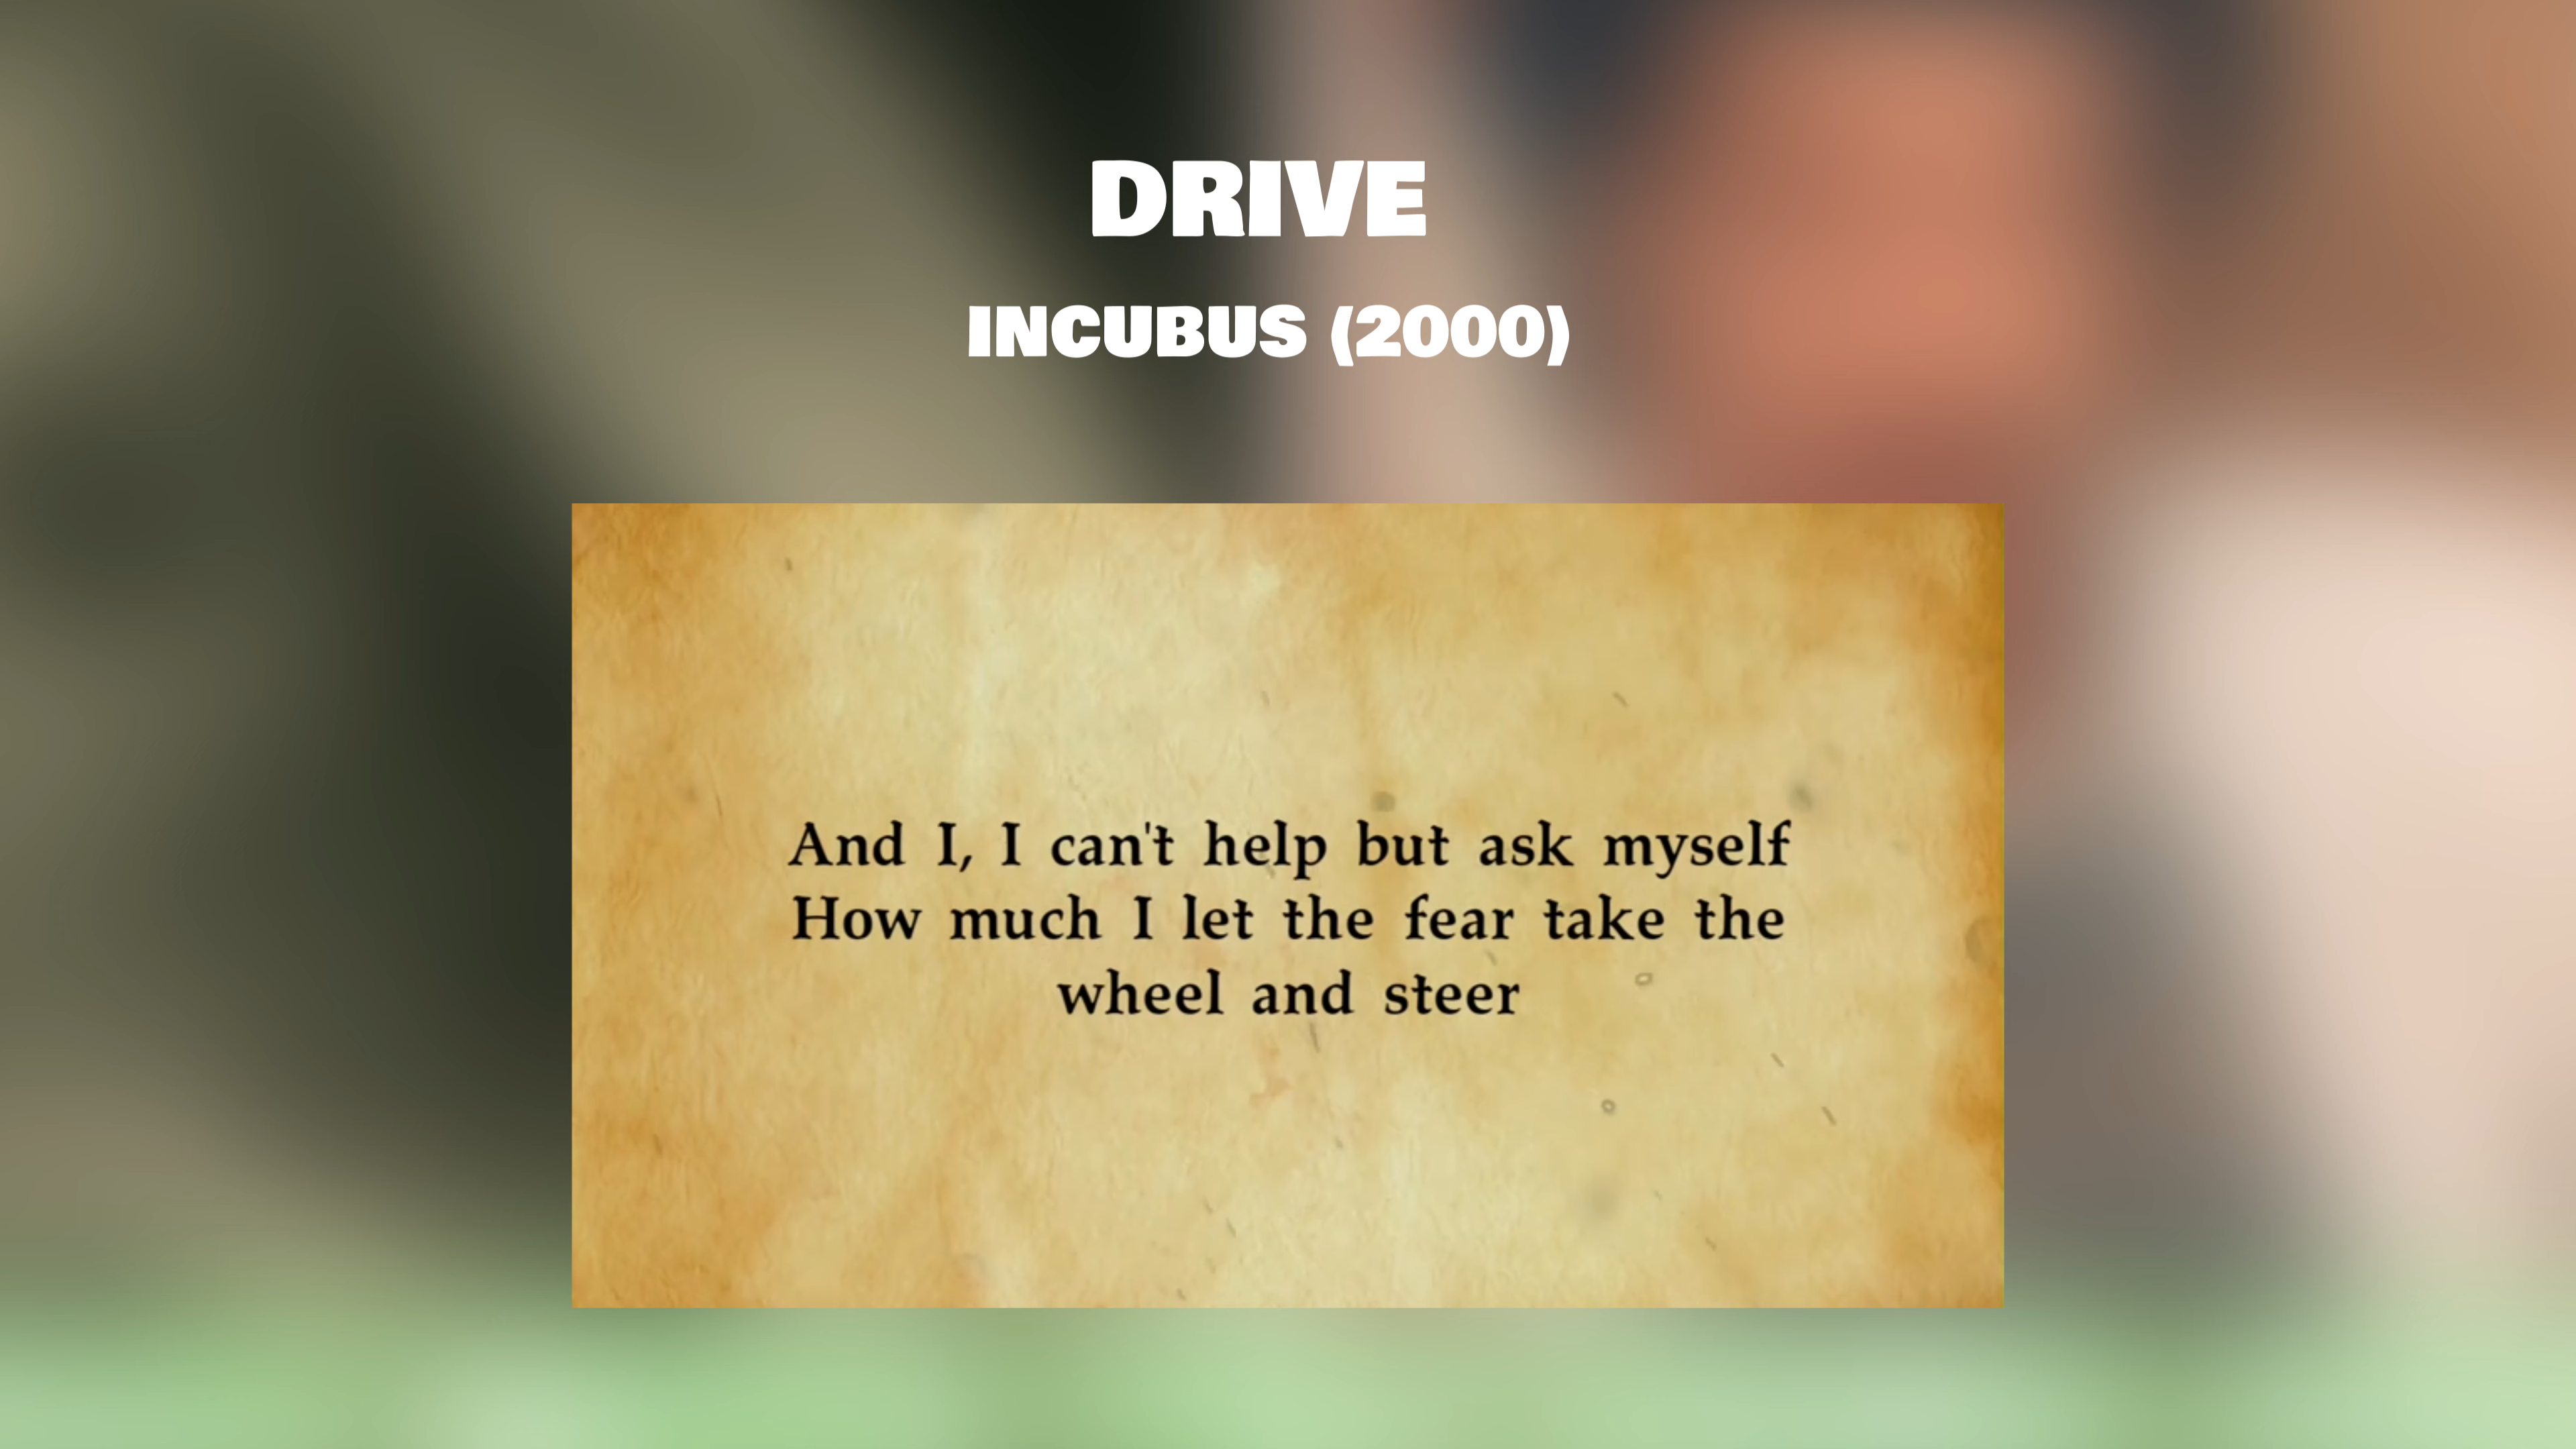 DRIVE
INCUBUS (2000)
And I, I can't help but ask myself
How much I let the fear take the
wheel and steer